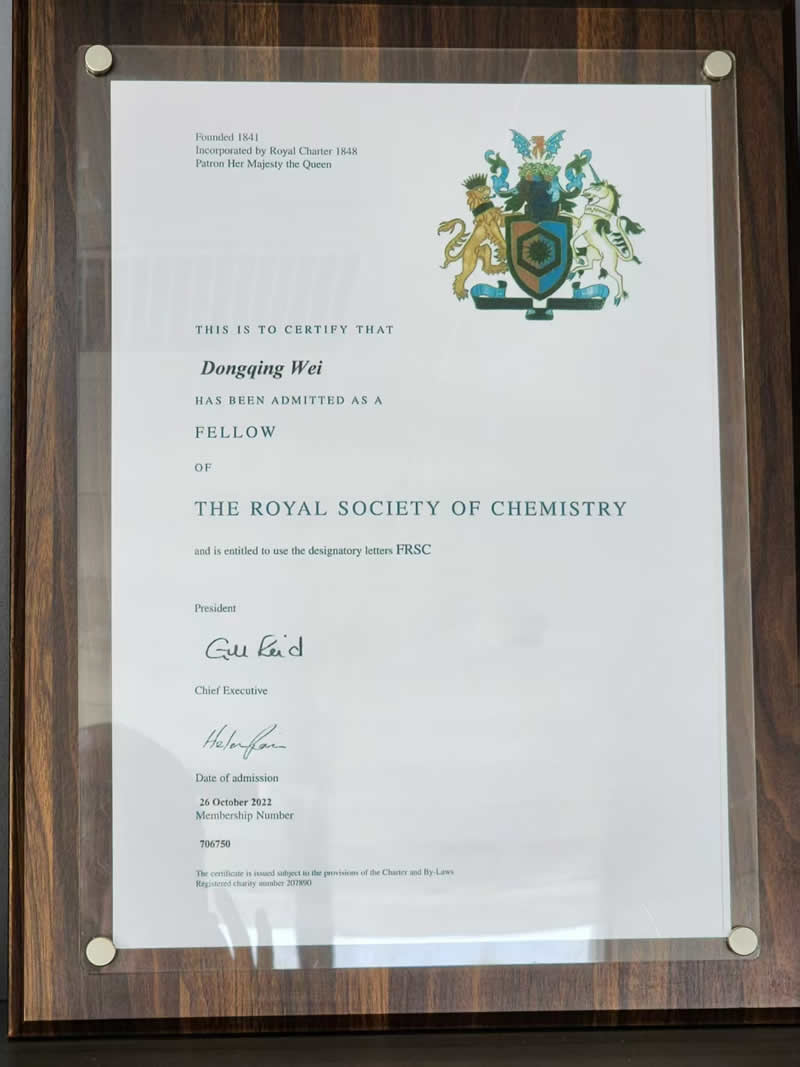 Founded 1841
Incorporated by Royal Charter 1848
Patron Her Majesty the Queen
THIS IS TO CERTIFY THAT
Dongqing Wei
HAS BEEN ADMITTED AS A
FELLOW
OF
THE ROYAL SOCIETY OF CHEMISTRY
and is entitled to use the designatory letters FRSC
President
Gill Reid
Chief Executive
Date of admission
26 October 2022
Membership Number
706750
The certificate is issued subject to the provisions of the Charter and By-Laws
Registered charity number 207890